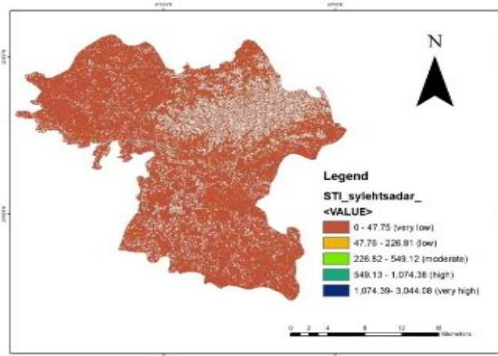 N
Legend
STI_sylehtsadar_
<VALUE>
0 - 47.75 (very low)
47.76 - 226.81 (low)
226.82 - 549.12 (moderate)
549.13 - 1,074.38 (high)
1,074.39 - 3,044.08 (very high)
0 2 4 8 12 16
Kilometers